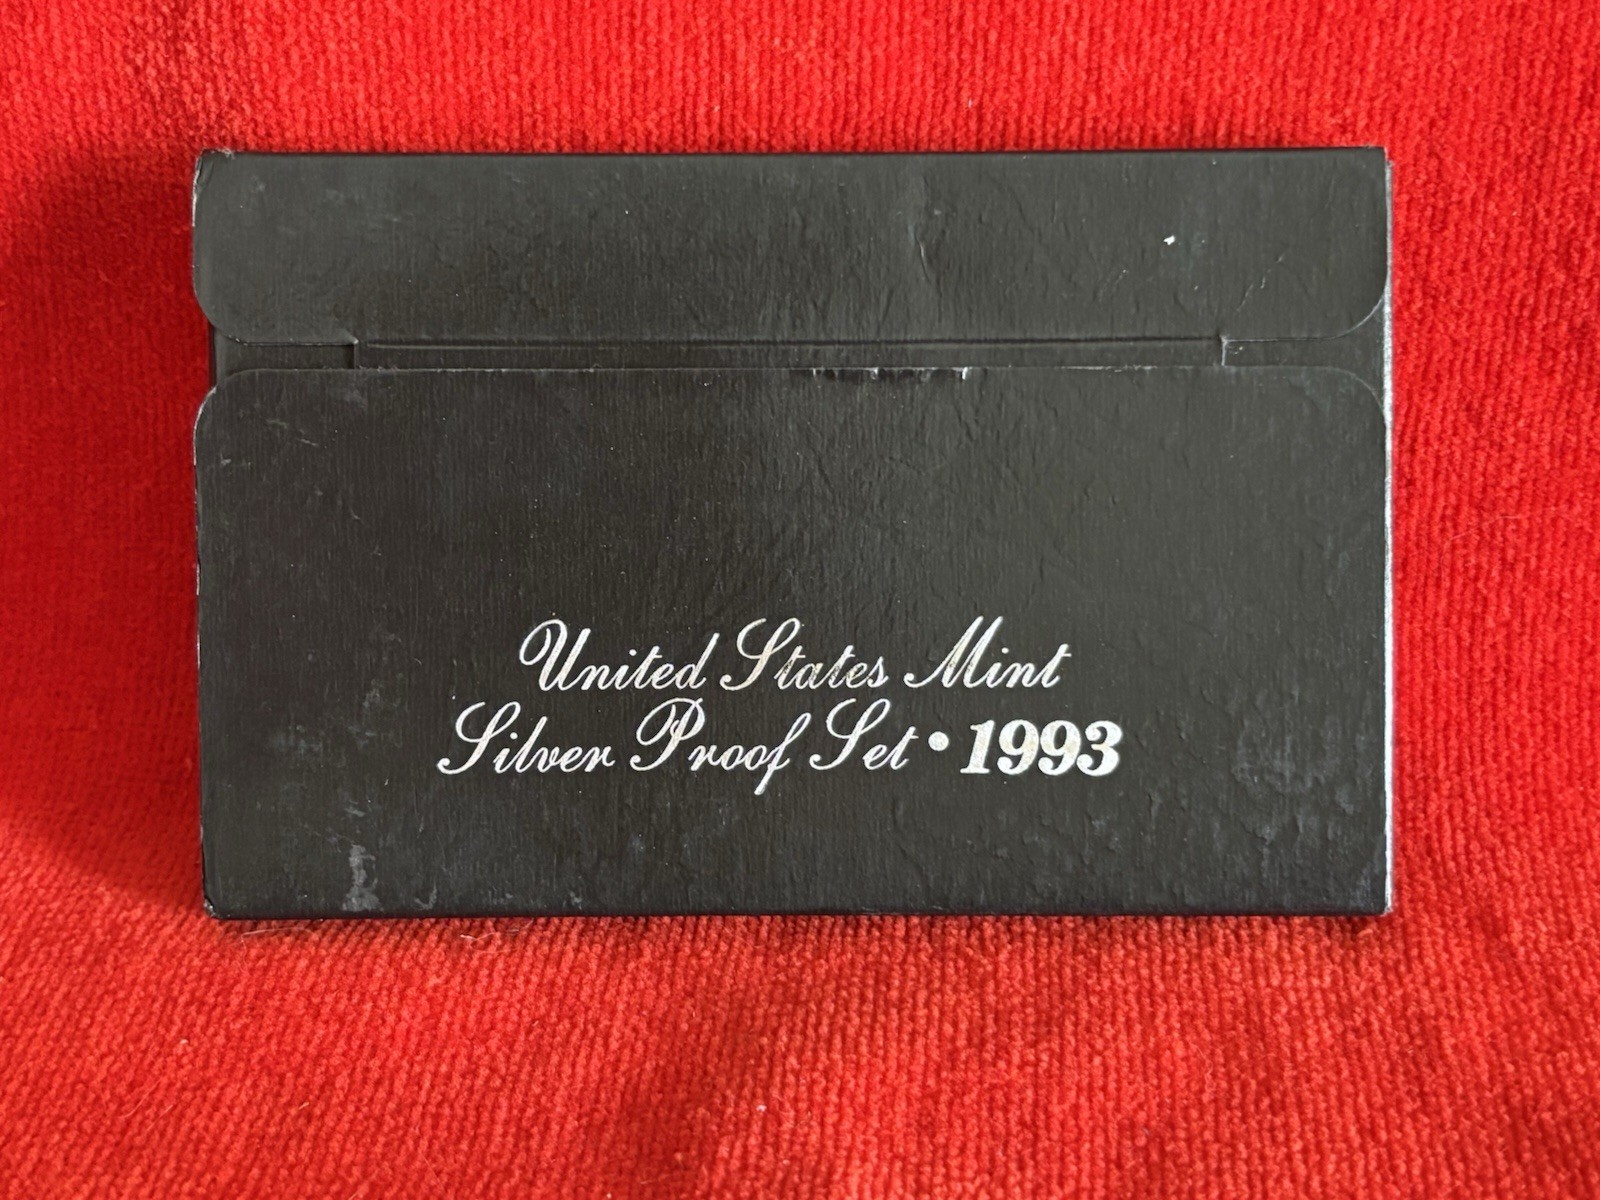 United States Mint
Silver Proof Set • 1993